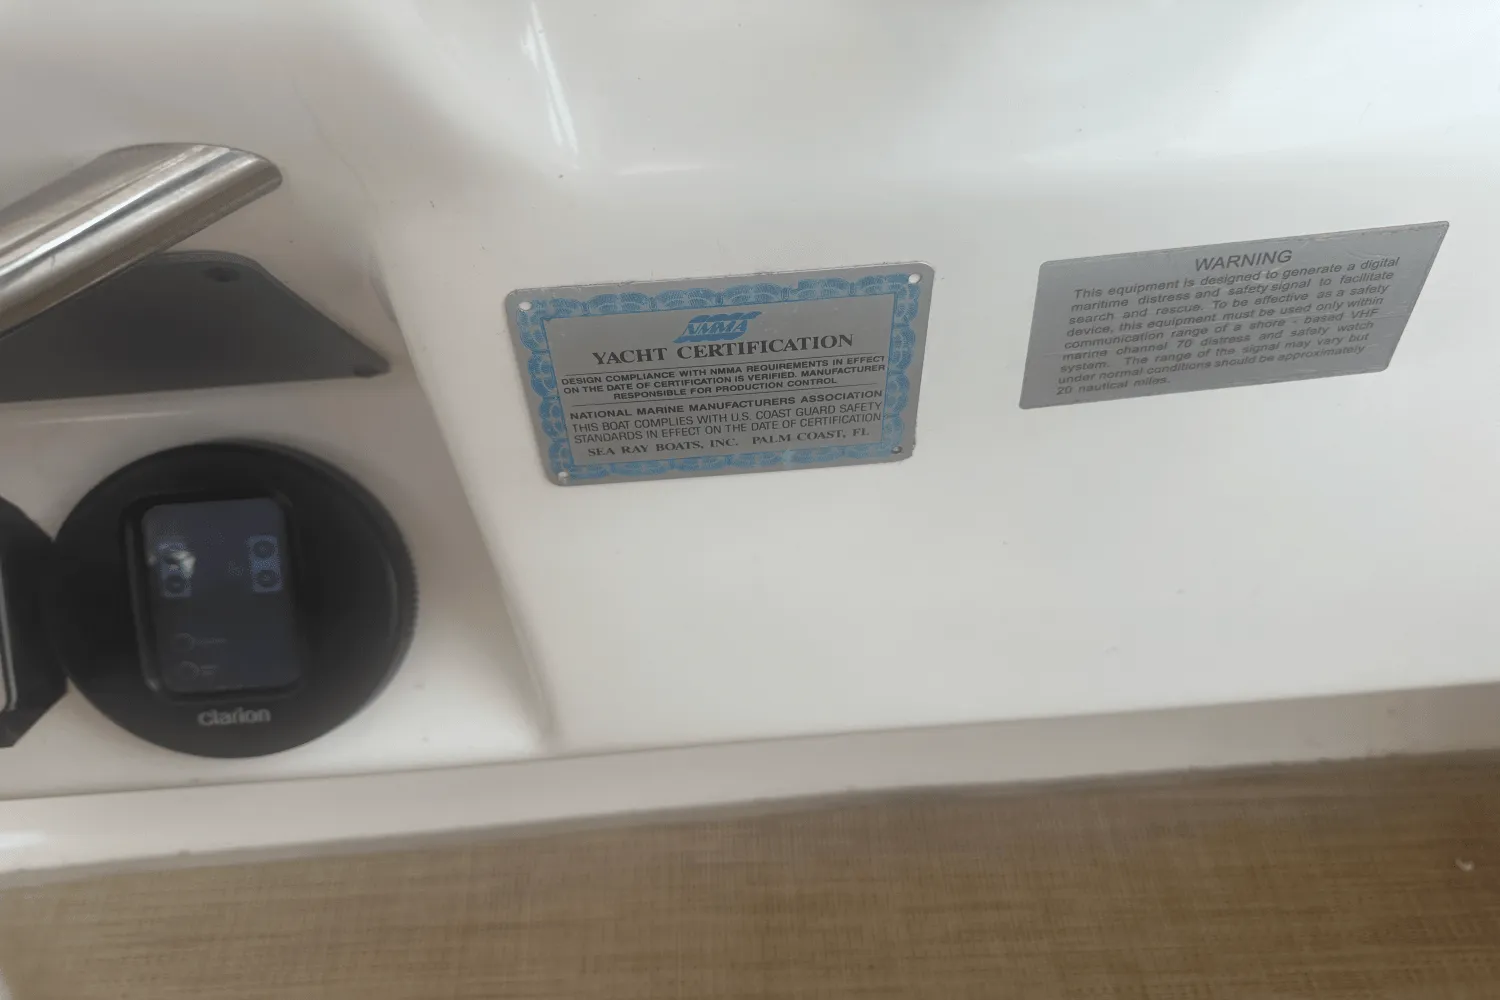 NMMA
YACHT CERTIFICATION
DESIGN COMPLIANCE WITH NMMA REQUIREMENTS IN EFFECT
ON THE DATE OF CERTIFICATION IS VERIFIED. MANUFACTURER
RESPONSIBLE FOR PRODUCTION CONTROL
NATIONAL MARINE MANUFACTURERS ASSOCIATION
THIS BOAT COMPLIES WITH U.S. COAST GUARD SAFETY
STANDARDS IN EFFECT ON THE DATE OF CERTIFICATION
SEA RAY BOATS, INC. PALM COAST, FL
WARNING
This equipment is designed to generate a digital
maritime distress and safety signal to facilitate
search and rescue. To be effective as a safety
device, this equipment must be used only within
communication range of a shore - based VHF
marine channel 70 distress and safety watch
system. The range of the signal may vary but
under normal conditions should be approximately
20 nautical miles.
clarion